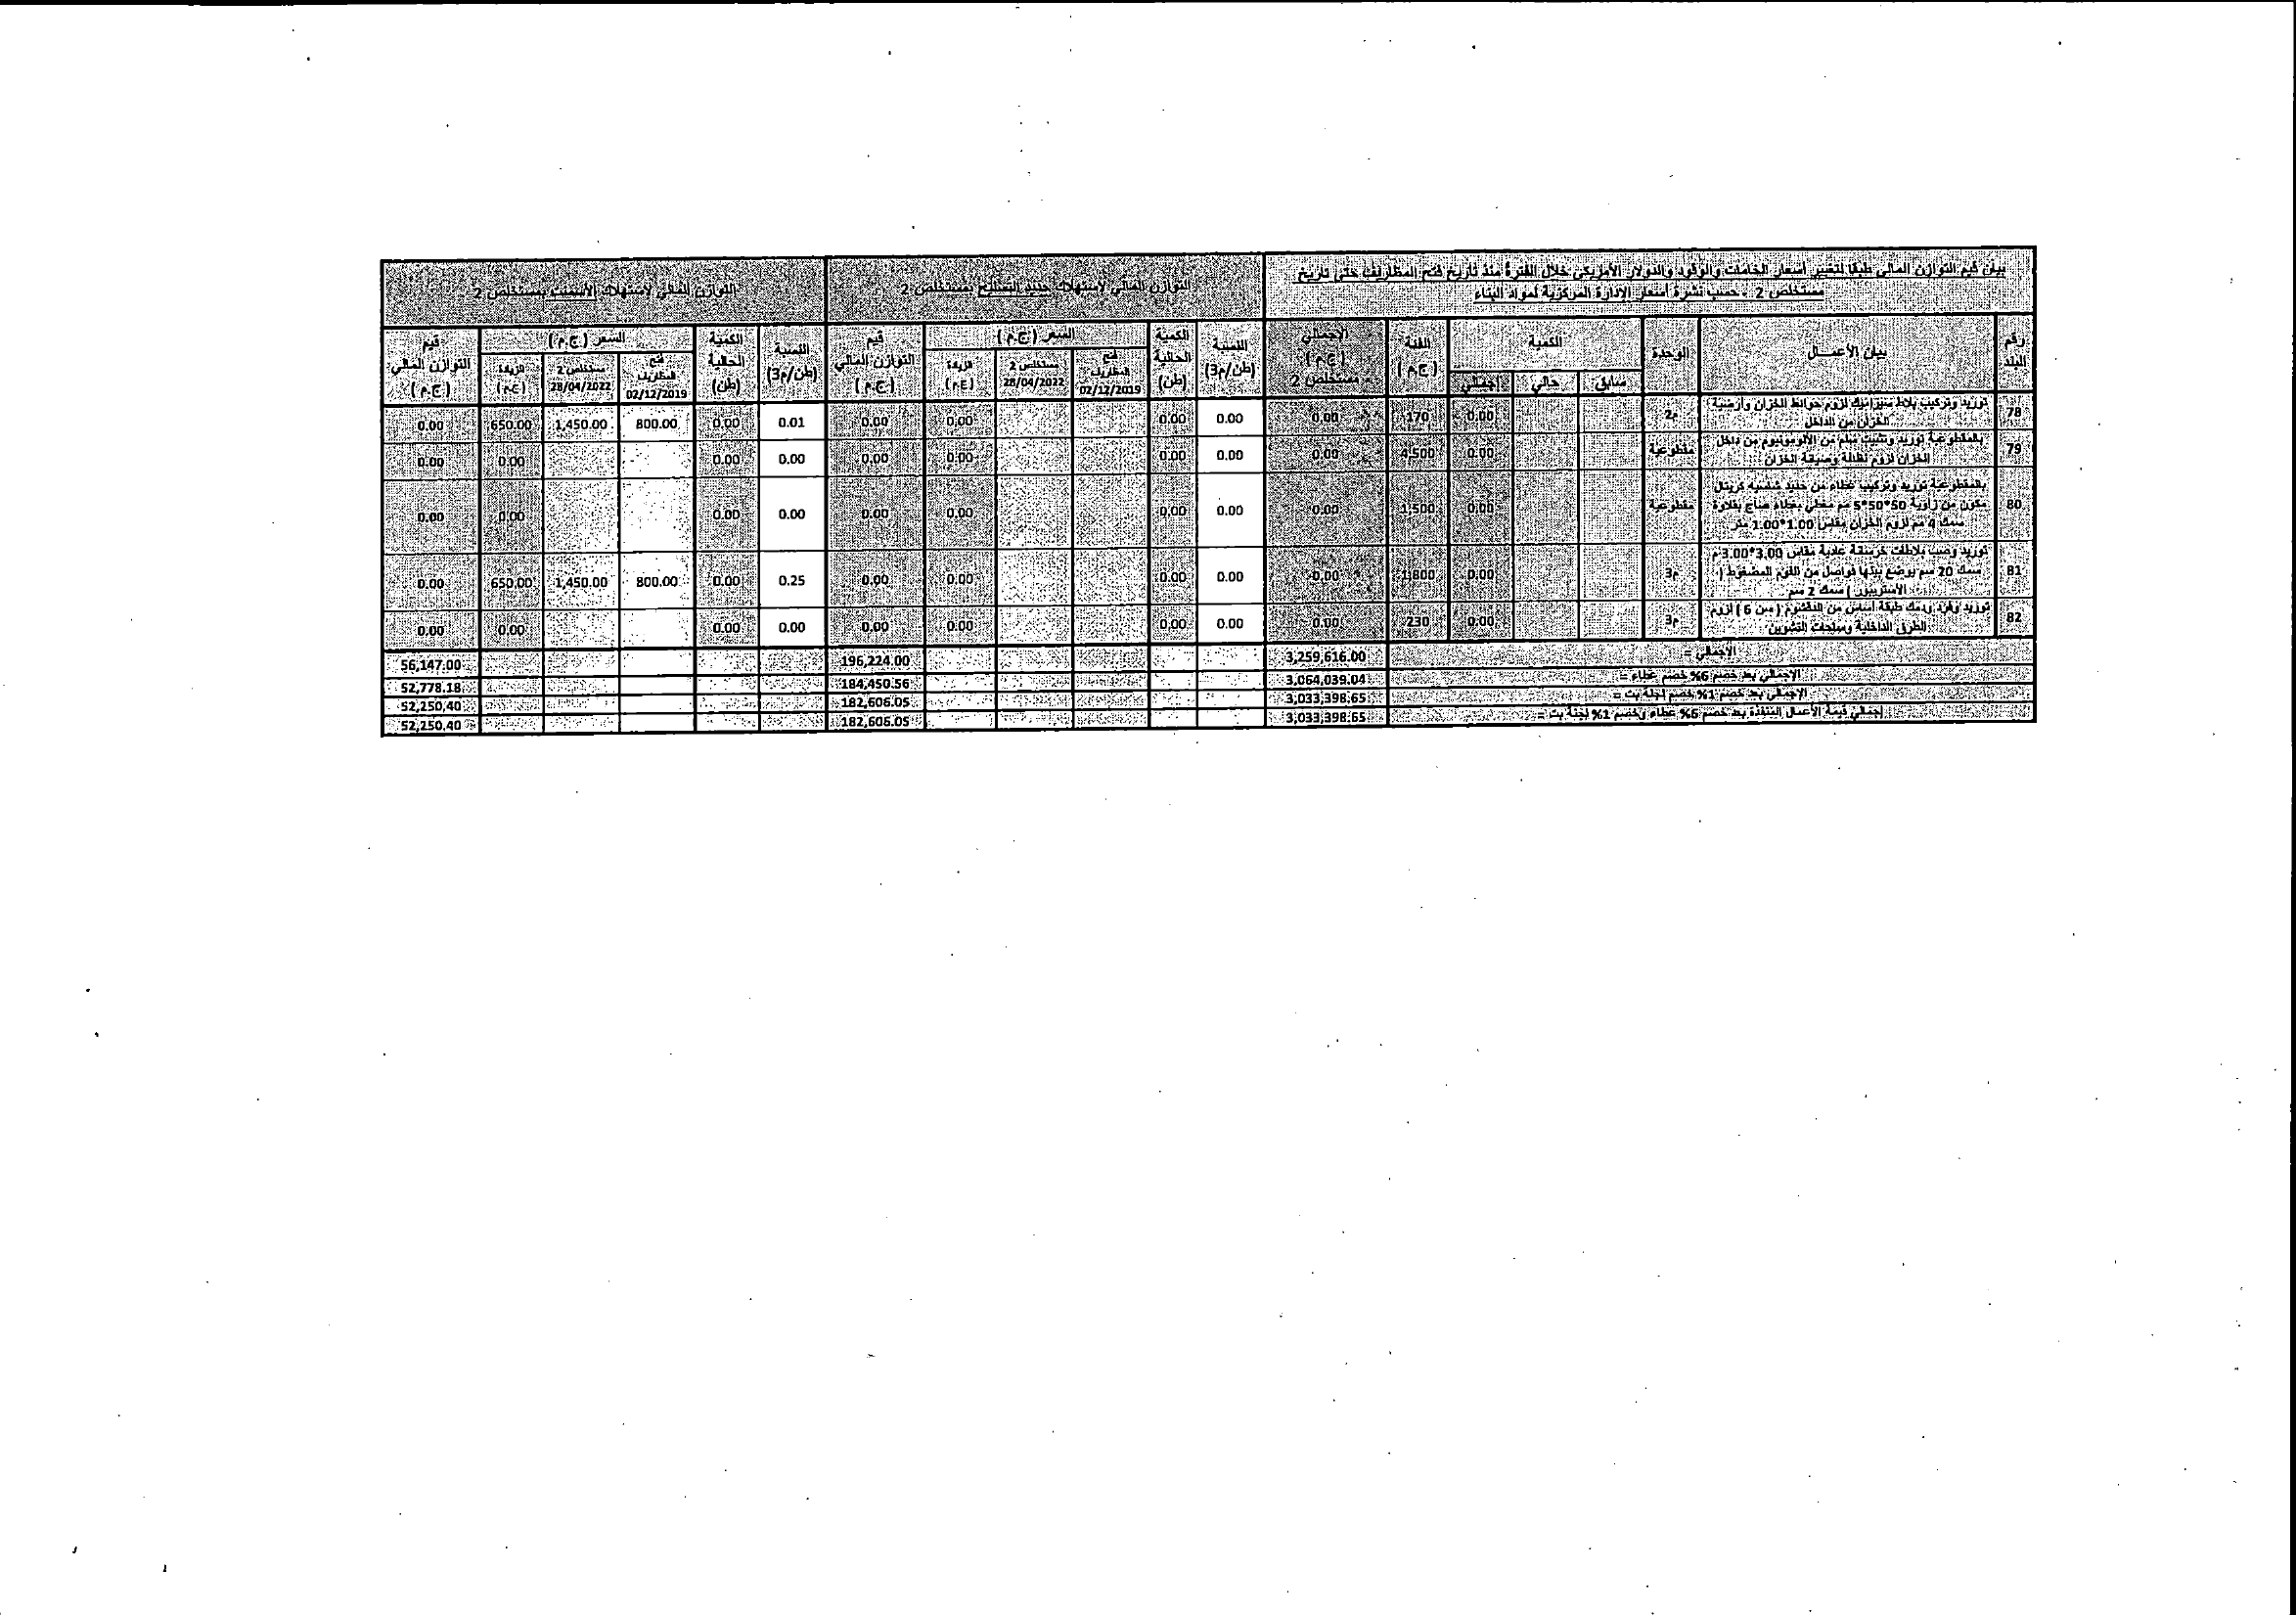 بيان قيم التوازن المالي طبقا لتغيير أسعار الخامات والوقود والدولار الأمريكي خلال الفترة منذ تاريخ فتح المظاريف حتى تاريخ
مستخلص 2 - حسب نشرة أسعار الإدارة المركزية لمواد البناء
التوازن المالي لاستهلاك حديد التسليح بمستخلص 2
التوازن المالي لاستهلاك الأسمنت بمستخلص 2
رقم البند بيان الأعمـــال الوحدة الكمية سابق حالي إجمالي الفئة (ج.م) الإجمالي (ج.م) مستخلص 2
النسبة (طن/م3) الكمية الحالية (طن) السعر (ج.م) فتح المظاريف 02/12/2019 مستخلص 2 28/04/2022 الزيادة (ج.م) قيم التوازن المالي (ج.م)
النسبة (طن/م3) الكمية الحالية (طن) السعر (ج.م) فتح المظاريف 02/12/2019 مستخلص 2 28/04/2022 الزيادة (ج.م) قيم التوازن المالي (ج.م)
78 توريد وتركيب بلاط سيراميك لزوم حوائط الخزان وأرضية
الخزان من الداخل
م2 0.00 170 0.00 0.00 0.00 0.00 0.00 0.01 0.00 800.00 1,450.00 650.00 0.00
79 بالمقطوعية توريد وتثبيت سلم من الألومونيوم من داخل
الخزان لزوم نظافة وصيانة الخزان
مقطوعية 0.00 4,500 0.00 0.00 0.00 0.00 0.00 0.00 0.00 0.00 0.00
80 بالمقطوعية توريد وتركيب غطاء من حديد خمسية كريتال
مكون من زاوية 50*50*5 مم مغطى بغطاء صاج بقلاوة
سمك 4 مم لزوم الخزان مقاس 1.00*1.00 متر
مقطوعية 0.00 1,500 0.00 0.00 0.00 0.00 0.00 0.00 0.00 0.00 0.00
81 توريد وصب بلاطات خرسانة عادية مقاس 3.00*3.00 م
سمك 20 سم يوضع بينها فواصل من الفوم المضغوط (
الاستريبور ) سمك 2 سم
م3 0.00 1,800 0.00 0.00 0.00 0.00 0.00 0.25 0.00 800.00 1,450.00 650.00 0.00
82 توريد وفرد ودمك طبقة أساس من الدقشوم (سن 6) لزوم
الطرق الداخلية وساحات التشوين
م3 0.00 230 0.00 0.00 0.00 0.00 0.00 0.00 0.00 0.00 0.00
الإجمالي = 3,259,616.00 196,224.00 56,147.00
الإجمالي بعد خصم 6% خصم عطاء = 3,064,039.04 184,450.56 52,778.18
الإجمالي بعد خصم 1% خصم لجنة بت = 3,033,398.65 182,606.05 52,250.40
إجمالي قيمة الأعمال المنفذة بعد خصم 6% عطاء وخصم 1% لجنة بت = 3,033,398.65 182,606.05 52,250.40